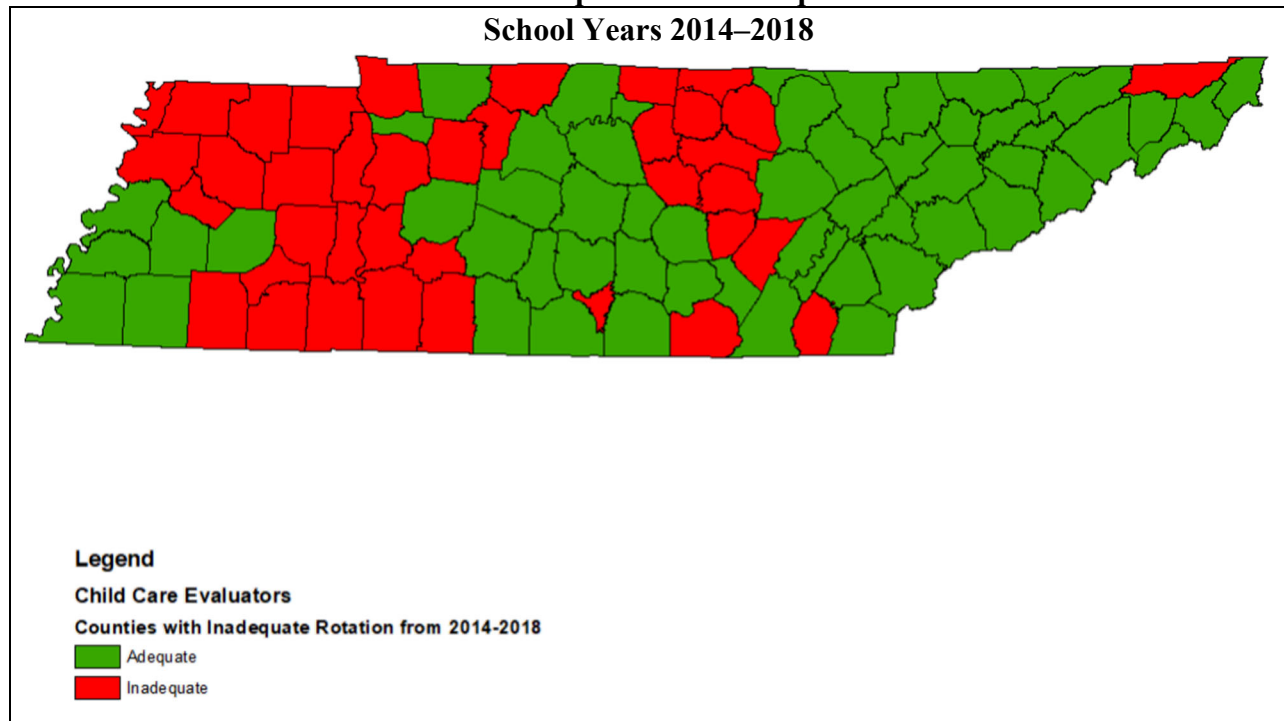 School Years 2014–2018
Legend
Child Care Evaluators
Counties with Inadequate Rotation from 2014-2018
Adequate
Inadequate